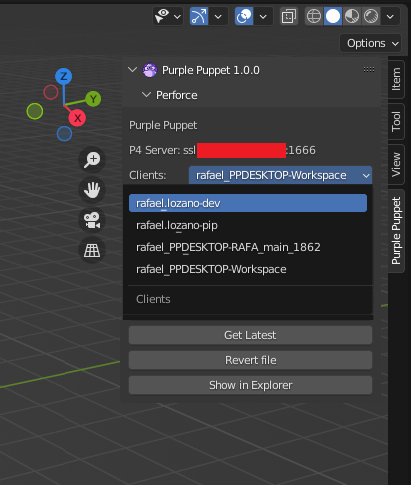 Options
Purple Puppet 1.0.0
Perforce
Purple Puppet
P4 Server: ssl :1666
Clients: rafael_PPDESKTOP-Workspace
rafael.lozano-dev
rafael.lozano-pip
rafael_PPDESKTOP-RAFA_main_1862
rafael_PPDESKTOP-Workspace
Clients
Get Latest
Revert file
Show in Explorer
Z
Y
X
Item
Tool
View
Purple Puppet